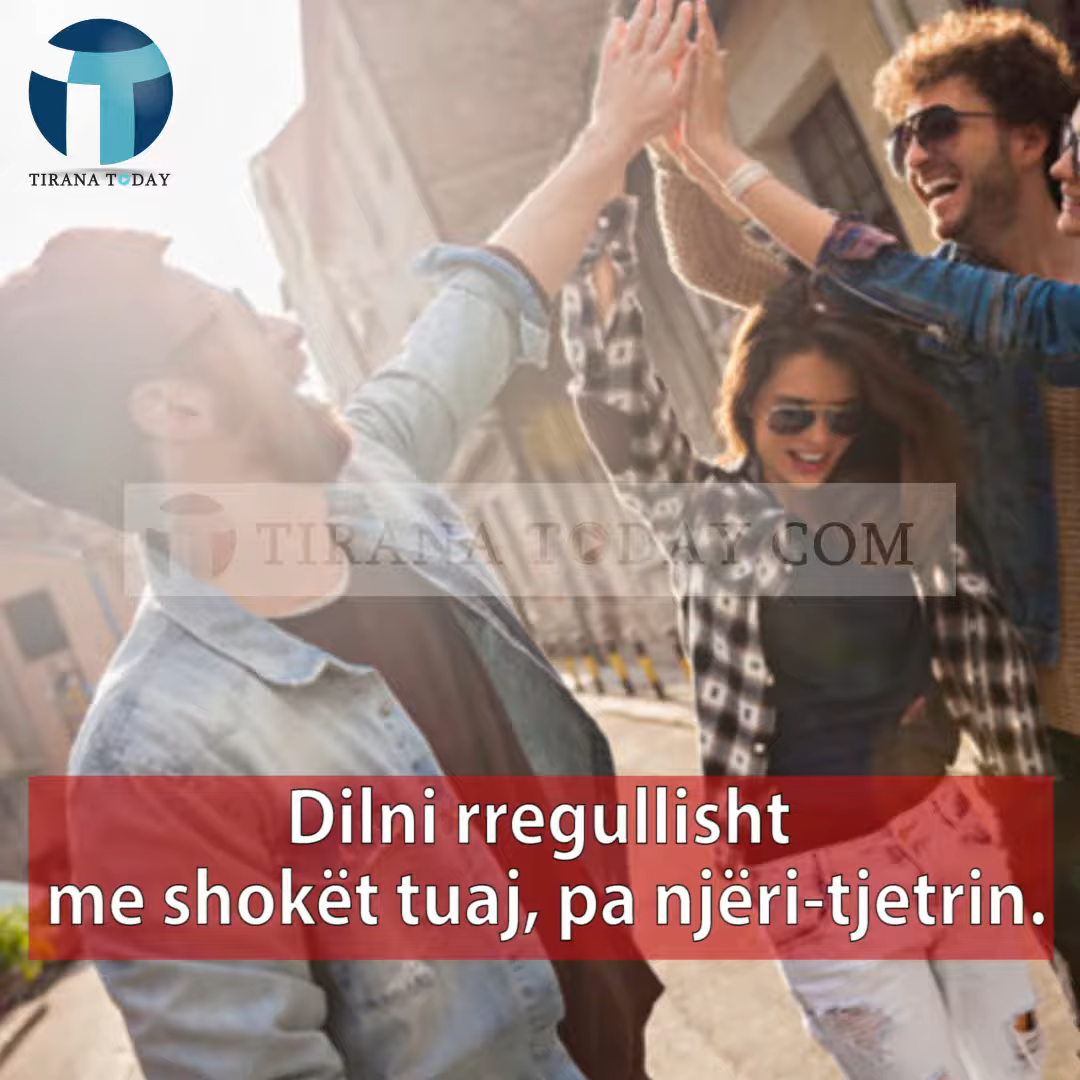 TIRANA TODAY
TIRANA TODAY.COM
Dilni rregullisht
me shokët tuaj, pa njëri-tjetrin.